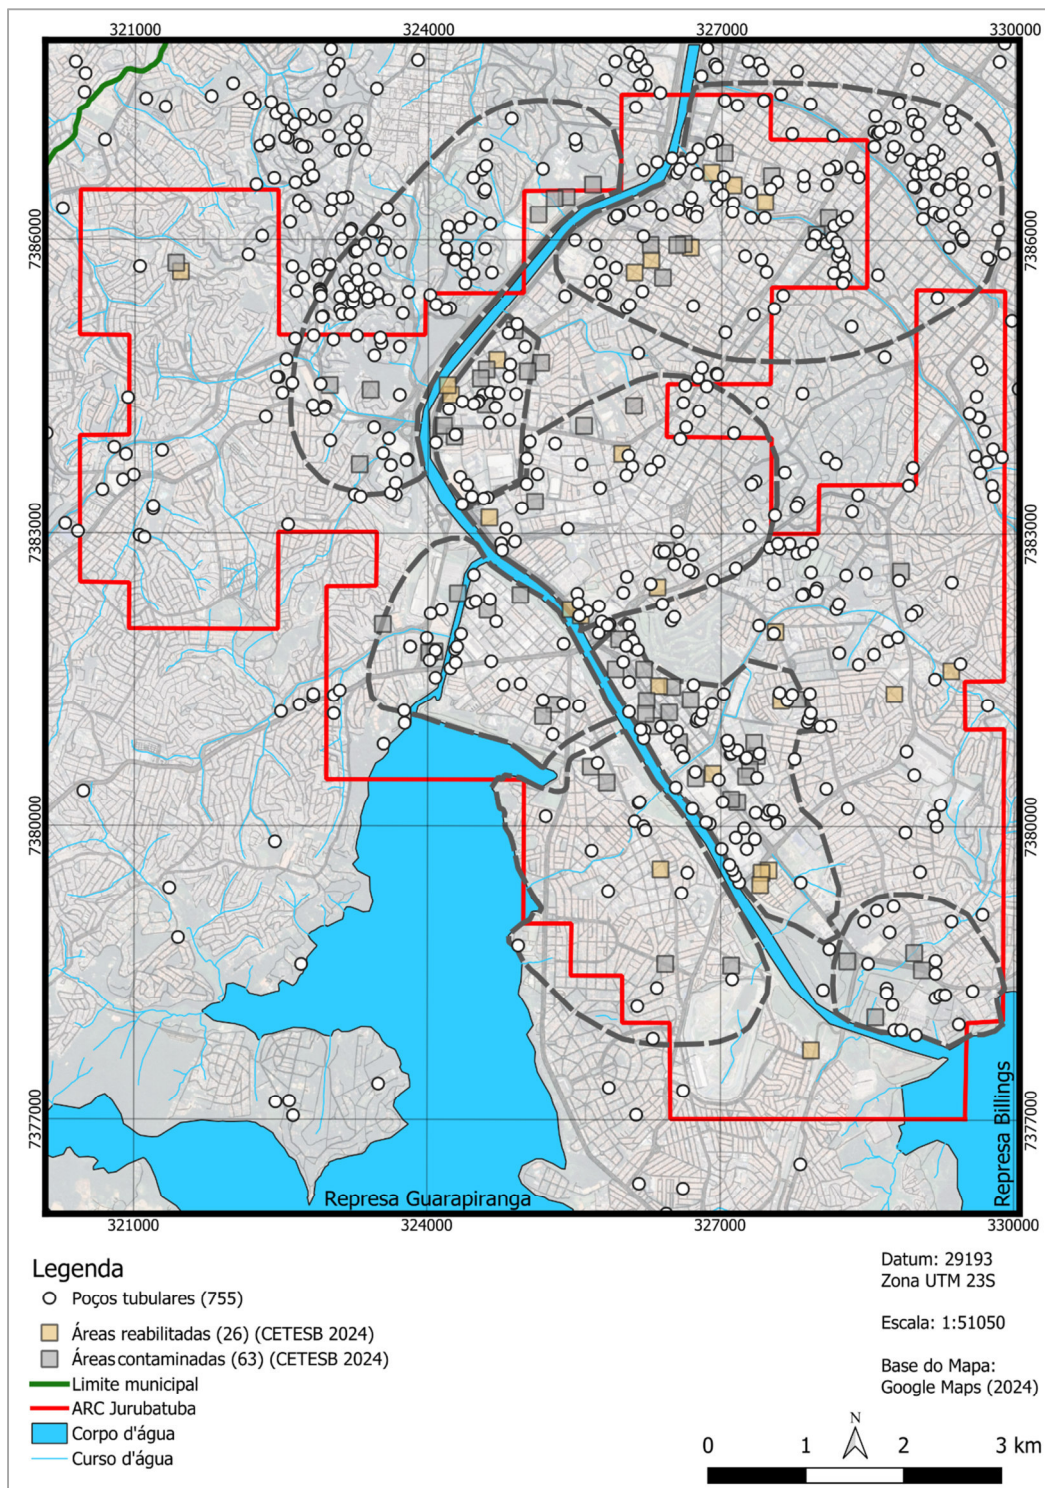 321000 324000 327000 330000
7386000 7386000
7383000 7383000
7380000 7380000
7377000 7377000
Represa Billings
Represa Guarapiranga
321000 324000 327000 330000
Legenda
Poços tubulares (755)
Áreas reabilitadas (26) (CETESB 2024)
Áreas contaminadas (63) (CETESB 2024)
Limite municipal
ARC Jurubatuba
Corpo d'água
Curso d'água
Datum: 29193
Zona UTM 23S
Escala: 1:51050
Base do Mapa:
Google Maps (2024)
N
0 1 2 3 km